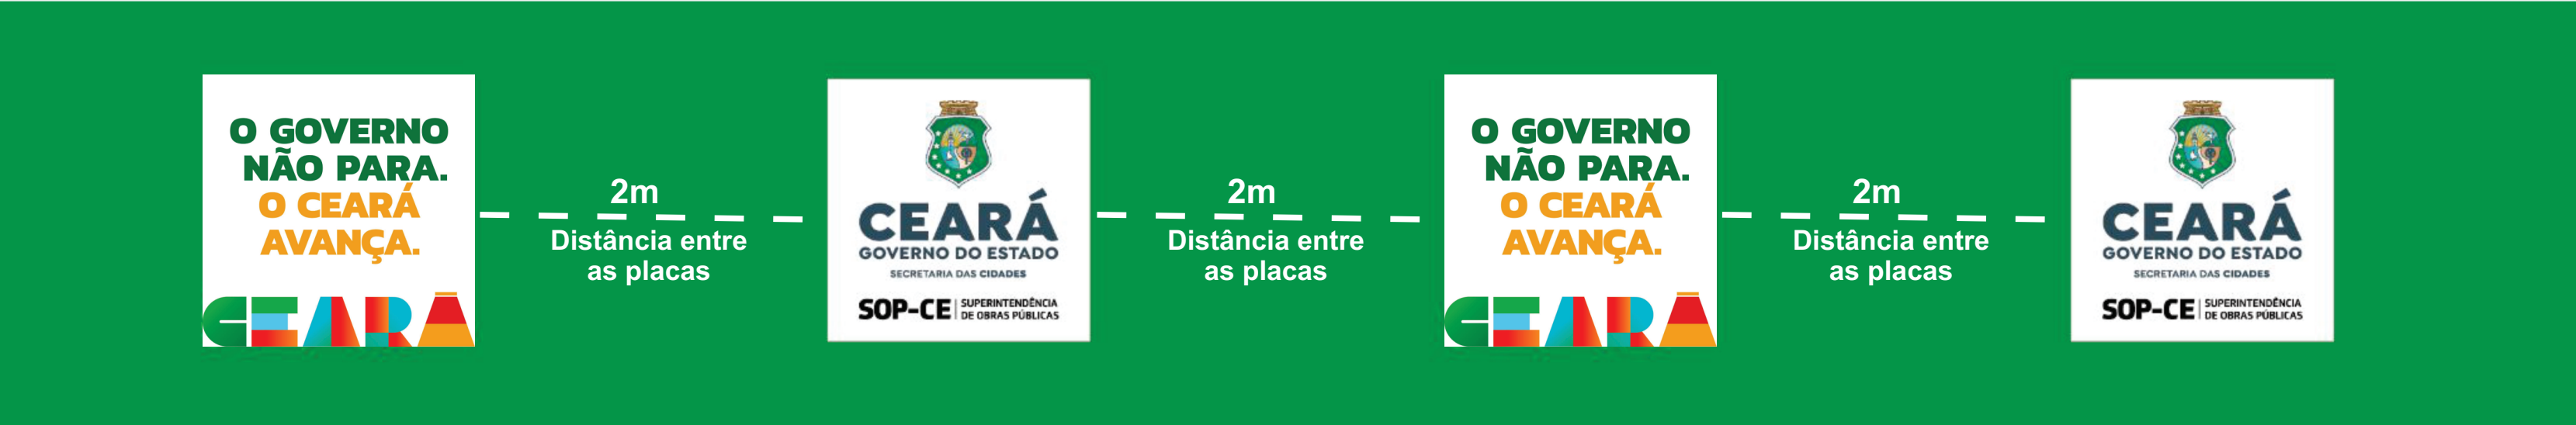 O GOVERNO
NÃO PARA.
O CEARÁ
AVANÇA.
CEARÁ
2m
Distância entre
as placas
CEARÁ
GOVERNO DO ESTADO
SECRETARIA DAS CIDADES
SOP-CE SUPERINTENDÊNCIA
DE OBRAS PÚBLICAS
2m
Distância entre
as placas
O GOVERNO
NÃO PARA.
O CEARÁ
AVANÇA.
CEARÁ
2m
Distância entre
as placas
CEARÁ
GOVERNO DO ESTADO
SECRETARIA DAS CIDADES
SOP-CE SUPERINTENDÊNCIA
DE OBRAS PÚBLICAS